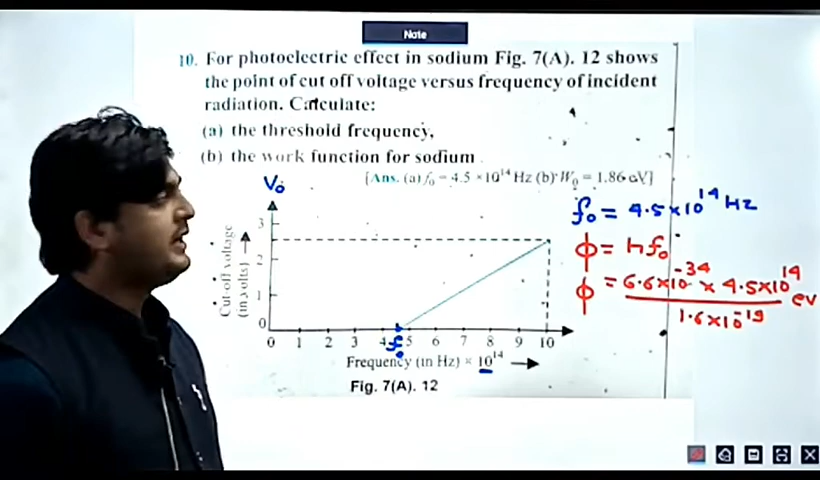 Note
10. For photoelectric effect in sodium Fig. 7(A). 12 shows
the point of cut off voltage versus frequency of incident
radiation. Calculate:
(a) the threshold frequency,
(b) the work function for sodium
[Ans. (a) f₀ = 4.5 ×10¹⁴ Hz (b) W₀ = 1.86 eV]
V₀
f₀ = 4.5×10¹⁴ Hz
ϕ = hf₀
ϕ = 6.6×10⁻³⁴ × 4.5×10¹⁴ / 1.6×10⁻¹⁹ eV
Cut off voltage
(in volts)
3
2
1
0
0 1 2 3 4 5 6 7 8 9 10
f₀
Frequency (in Hz) × 10¹⁴
Fig. 7(A). 12